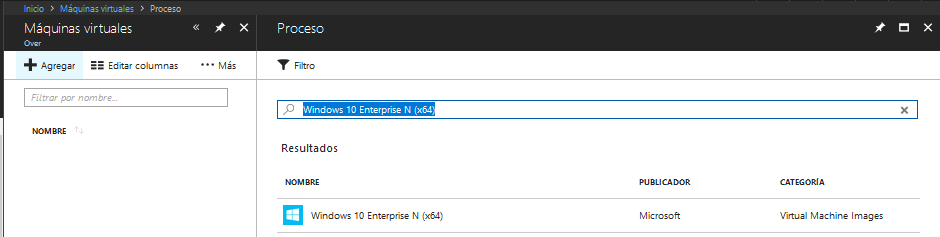 Inicio > Máquinas virtuales > Proceso
Máquinas virtuales
Over
Agregar
Editar columnas
Más
Filtrar por nombre...
NOMBRE
Proceso
Filtro
Windows 10 Enterprise N (x64)
Resultados
NOMBRE PUBLICADOR CATEGORÍA
Windows 10 Enterprise N (x64) Microsoft Virtual Machine Images